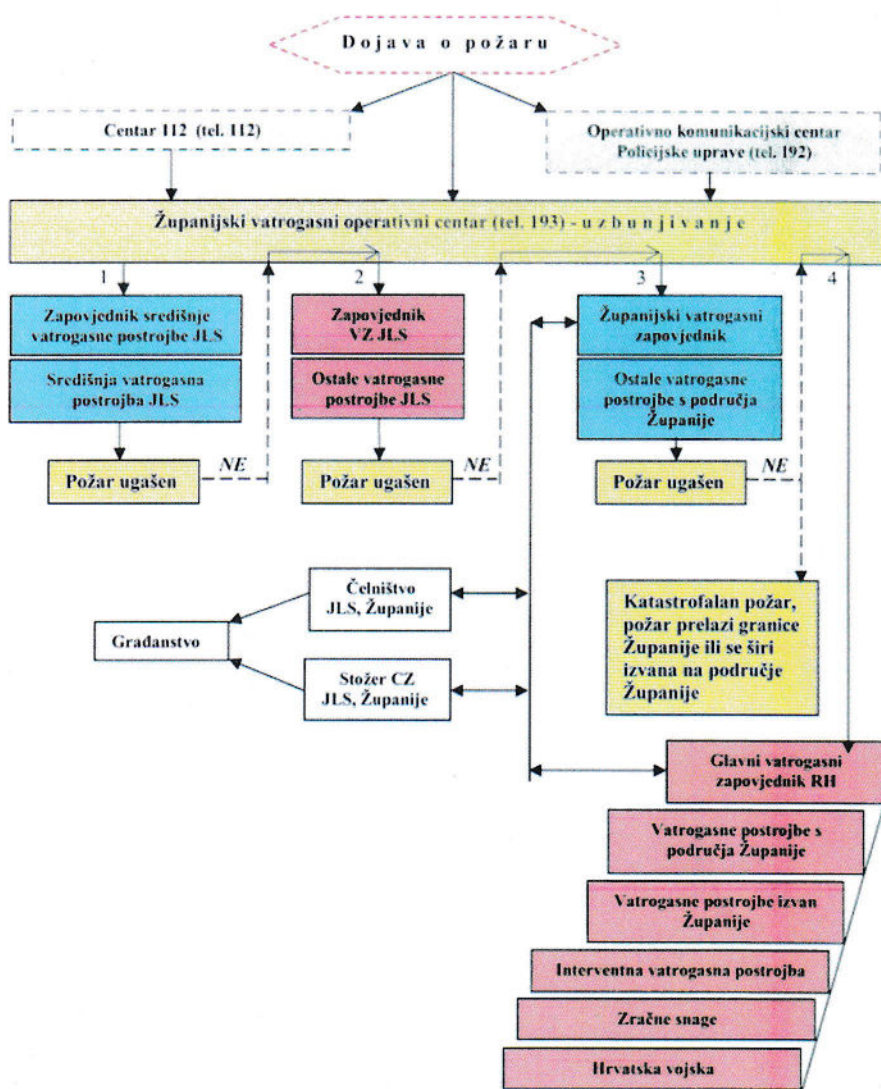 Dojava o požaru
Centar 112 (tel. 112)
Operativno komunikacijski centar
Policijske uprave (tel. 192)
Županijski vatrogasni operativni centar (tel. 193) - uzbunjivanje
1
2
3
4
Zapovjednik središnje
vatrogasne postrojbe JLS
Središnja vatrogasna
postrojba JLS
Zapovjednik
VZ JLS
Ostale vatrogasne
postrojbe JLS
Županijski vatrogasni
zapovjednik
Ostale vatrogasne
postrojbe s područja
Županije
Požar ugašen
NE
Požar ugašen
NE
Požar ugašen
NE
Čelništvo
JLS, Županije
Građanstvo
Stožer CZ
JLS, Županije
Katastrofalan požar,
požar prelazi granice
Županije ili se širi
izvana na područje
Županije
Glavni vatrogasni
zapovjednik RH
Vatrogasne postrojbe s
područja Županije
Vatrogasne postrojbe izvan
Županije
Interventna vatrogasna postrojba
Zračne snage
Hrvatska vojska